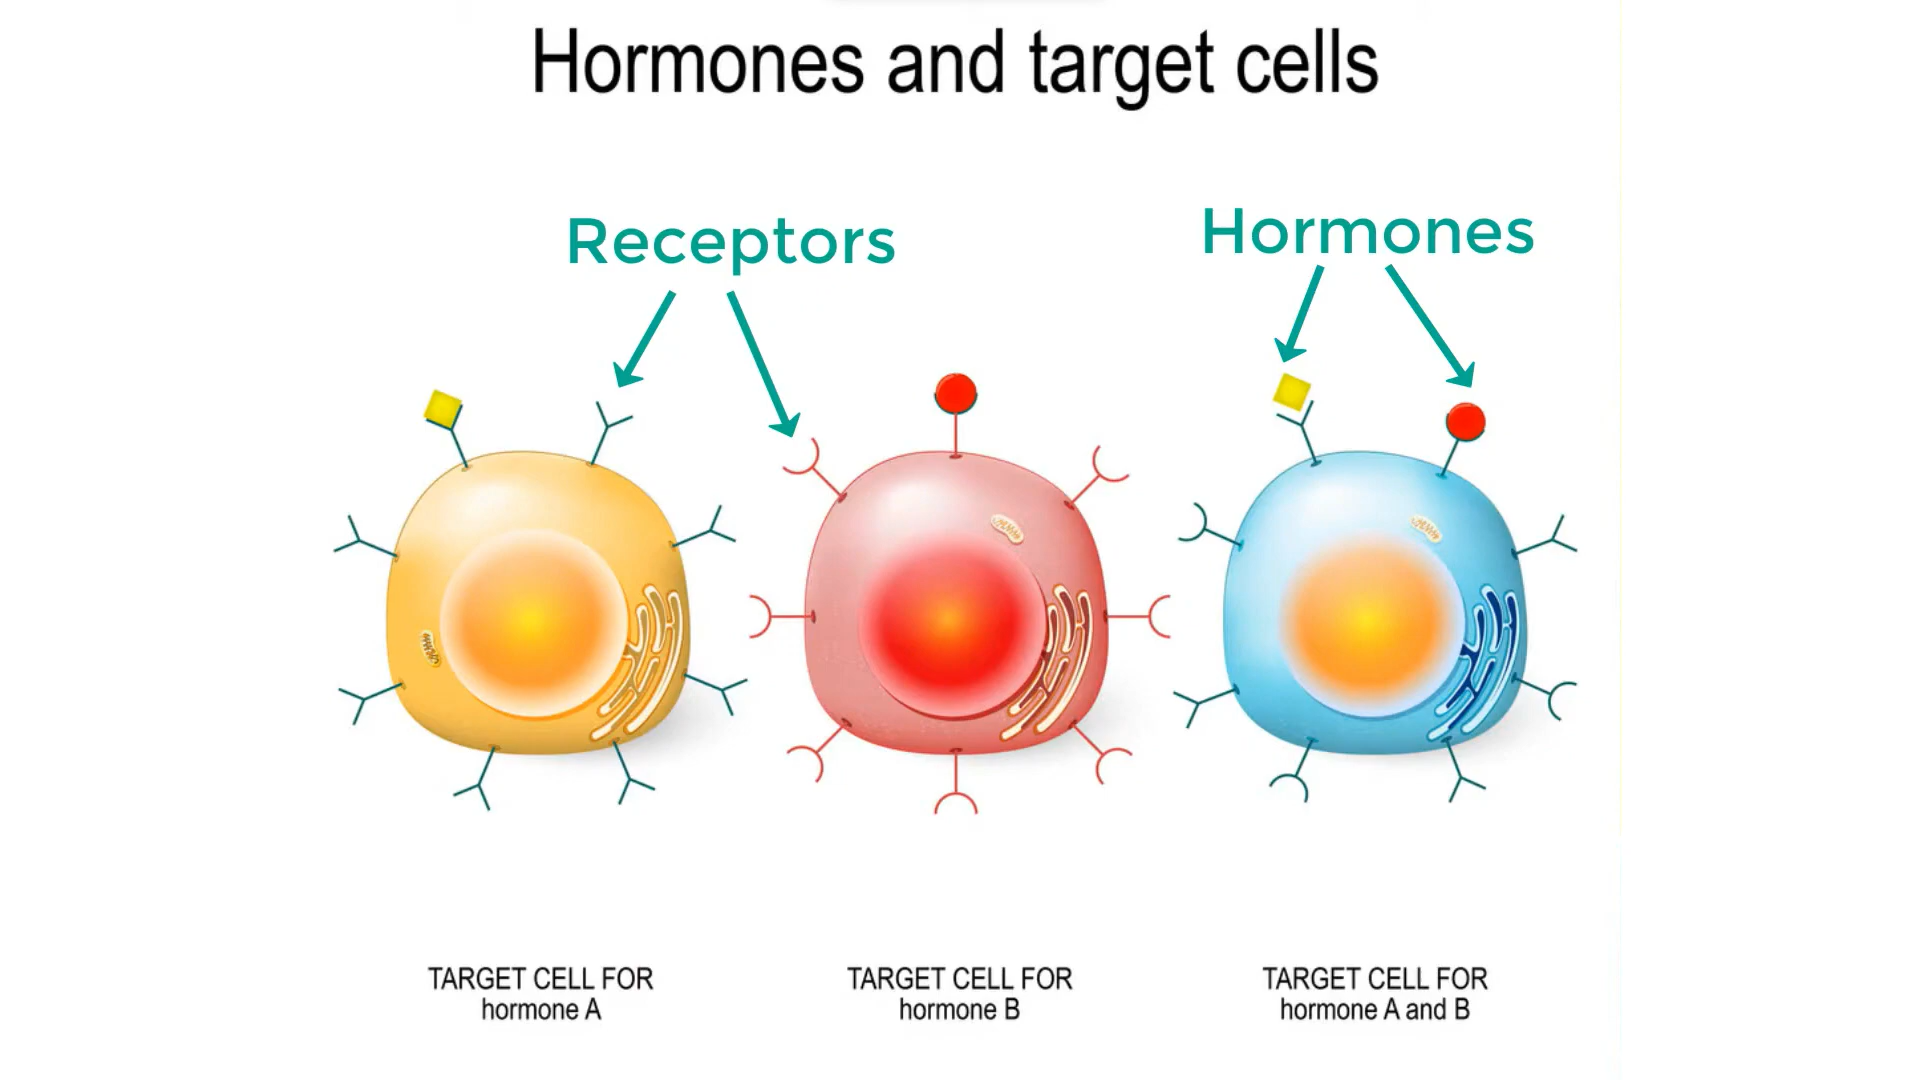 Hormones and target cells
Receptors
Hormones
TARGET CELL FOR
hormone A
TARGET CELL FOR
hormone B
TARGET CELL FOR
hormone A and B